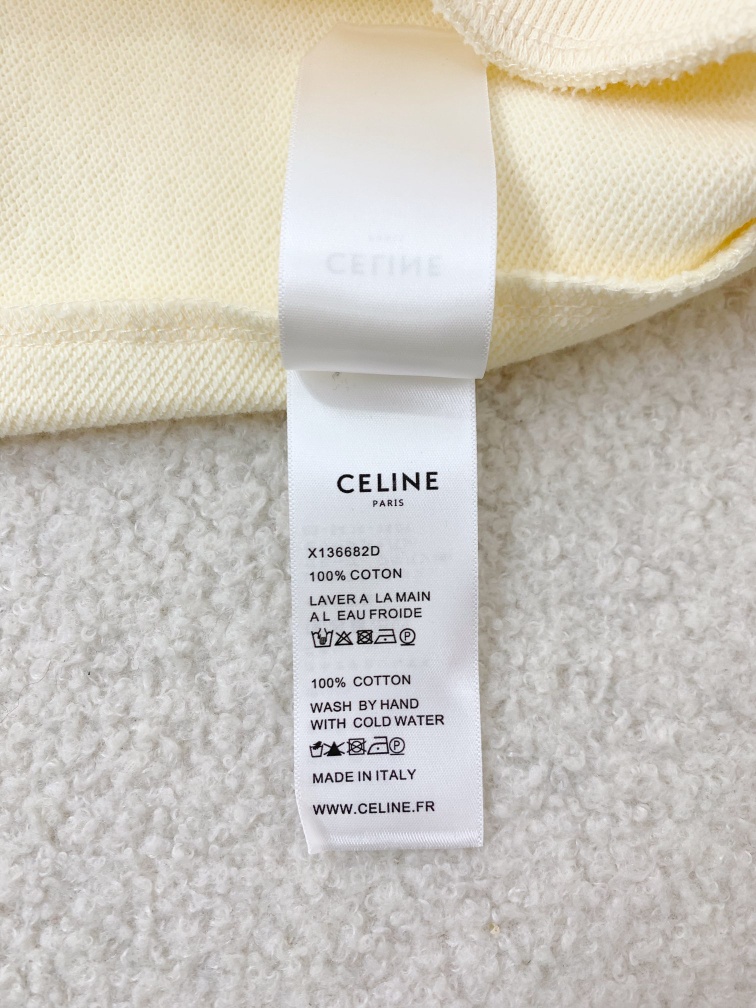 CELINE
PARIS
X136682D
100% COTON
LAVER A LA MAIN
A L EAU FROIDE
P
100% COTTON
WASH BY HAND
WITH COLD WATER
P
MADE IN ITALY
WWW.CELINE.FR